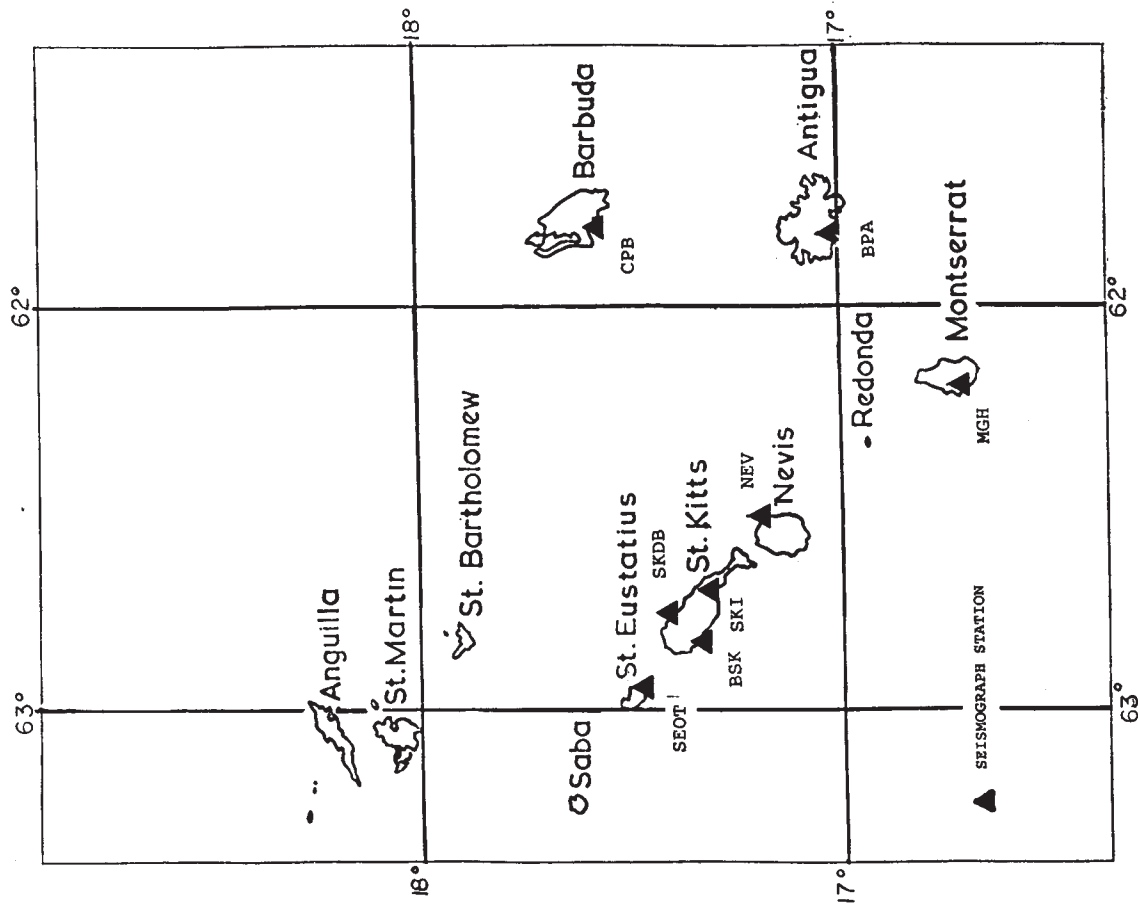 62°
63°
18°
18°
17°
17°
62°
63°
Anguilla
St. Martin
St. Bartholomew
Barbuda
CPB
Saba
St. Eustatius
SEOT
SKDB
St. Kitts
BSK
SKI
NEV
Nevis
Antigua
BPA
Redonda
Montserrat
MGH
SEISMOGRAPH STATION